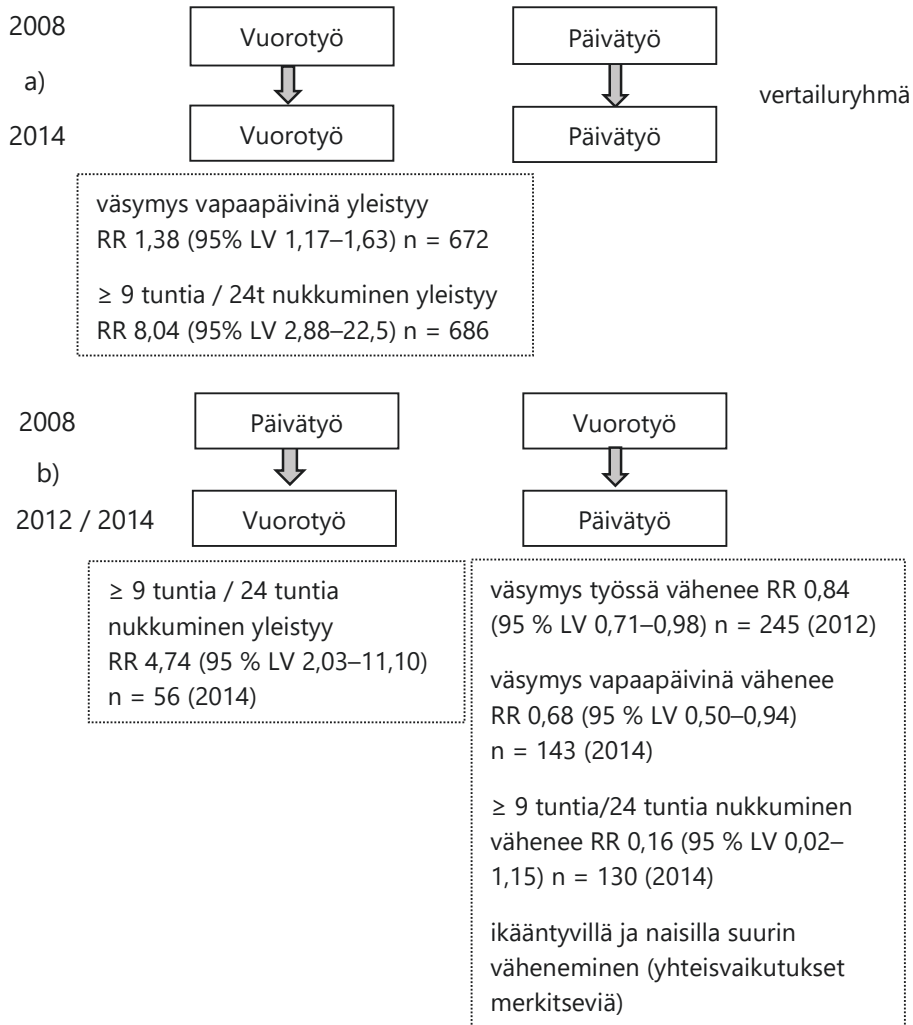 2008
Vuorotyö
Päivätyö
a)
vertailuryhmä
2014
Vuorotyö
Päivätyö
väsymys vapaapäivinä yleistyy
RR 1,38 (95% LV 1,17–1,63) n = 672
≥ 9 tuntia / 24t nukkuminen yleistyy
RR 8,04 (95% LV 2,88–22,5) n = 686
2008
Päivätyö
Vuorotyö
b)
2012 / 2014
Vuorotyö
Päivätyö
≥ 9 tuntia / 24 tuntia
nukkuminen yleistyy
RR 4,74 (95 % LV 2,03–11,10)
n = 56 (2014)
väsymys työssä vähenee RR 0,84
(95 % LV 0,71–0,98) n = 245 (2012)
väsymys vapaapäivinä vähenee
RR 0,68 (95 % LV 0,50–0,94)
n = 143 (2014)
≥ 9 tuntia/24 tuntia nukkuminen
vähenee RR 0,16 (95 % LV 0,02–
1,15) n = 130 (2014)
ikääntyvillä ja naisilla suurin
väheneminen (yhteisvaikutukset
merkitseviä)